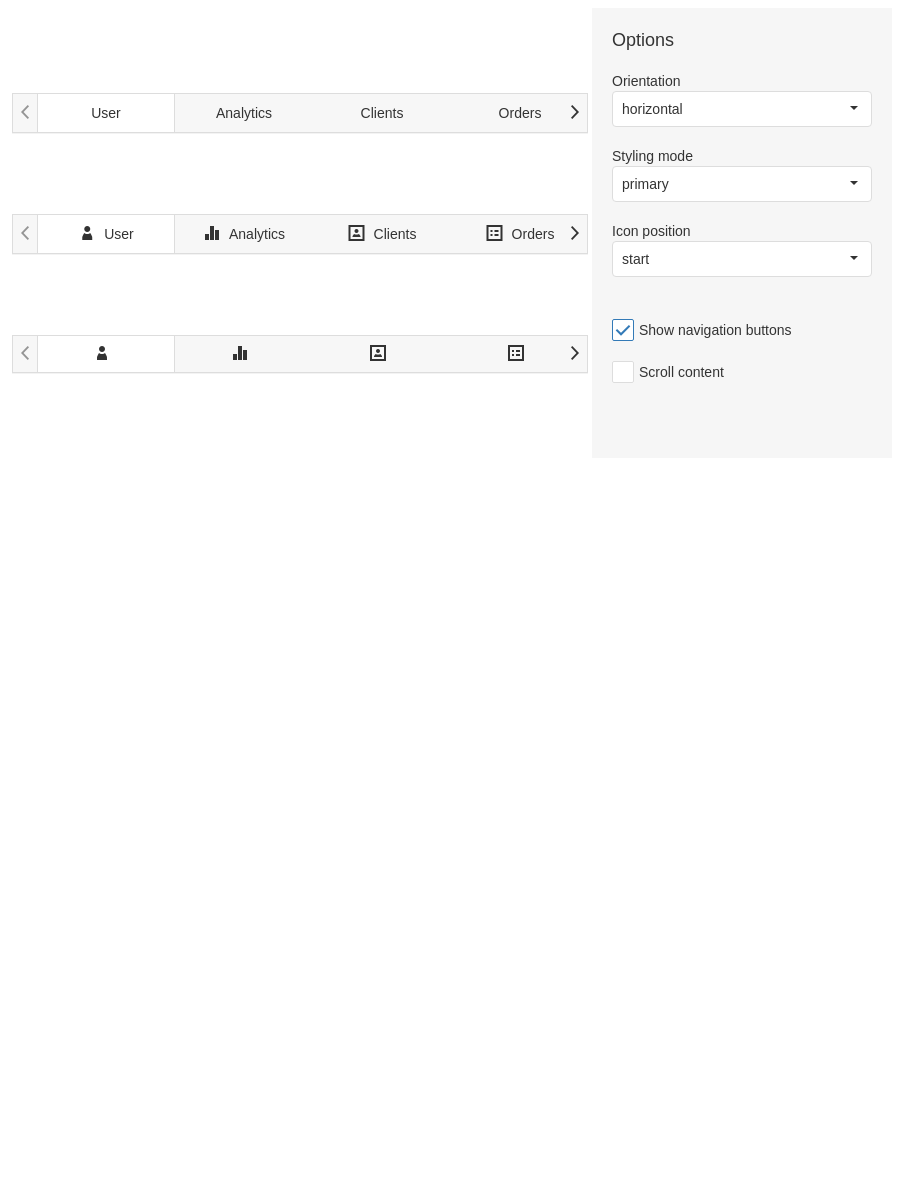 User Analytics Clients Orders
User Analytics Clients Orders
Options
Orientation
horizontal
Styling mode
primary
Icon position
start
Show navigation buttons
Scroll content